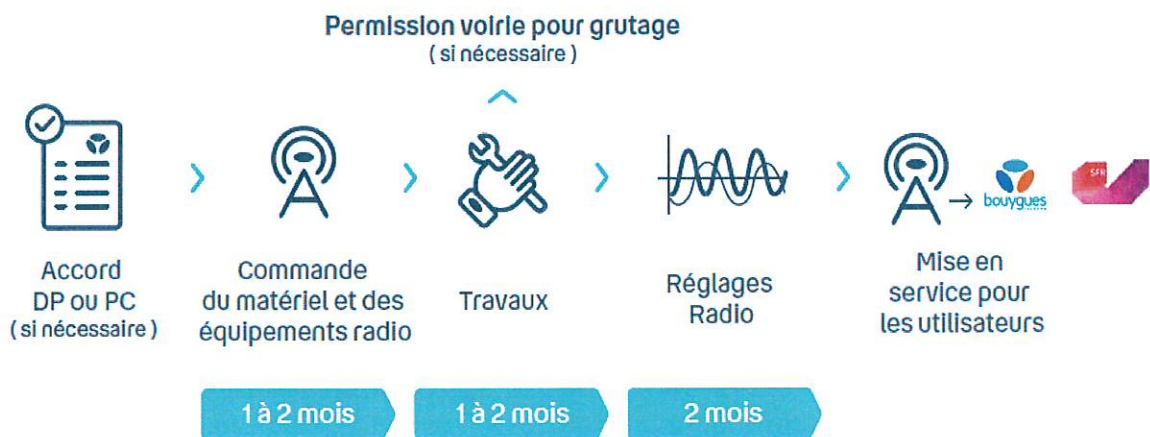 Permission voirie pour grutage
( si nécessaire )
Accord
DP ou PC
( si nécessaire )
Commande
du matériel et des
équipements radio
Travaux
Réglages
Radio
bouygues
SFR
Mise en
service pour
les utilisateurs
1 à 2 mois
1 à 2 mois
2 mois